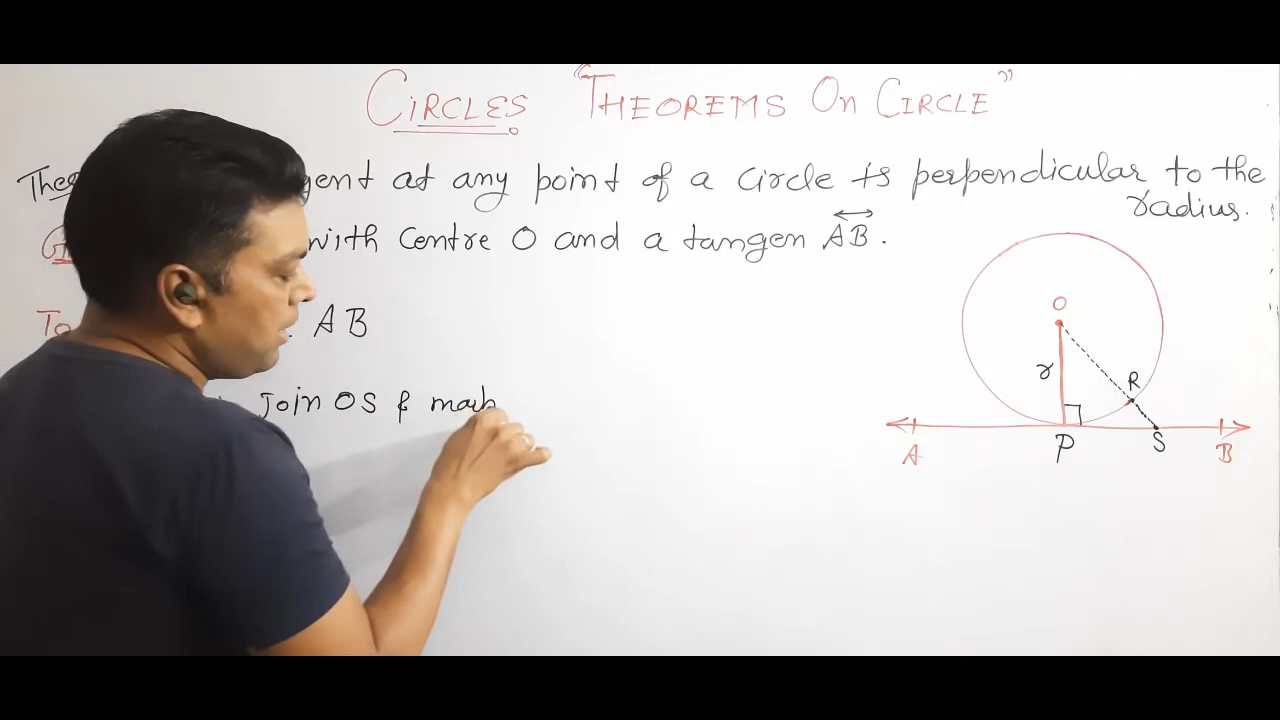 CIRCLES "THEOREMS On CIRCLE"
gent at any point of a circle is perpendicular to the
radius.
with Centre O and a tangen AB.
AB
Join OS & mark
O
r
R
A
P
S
B